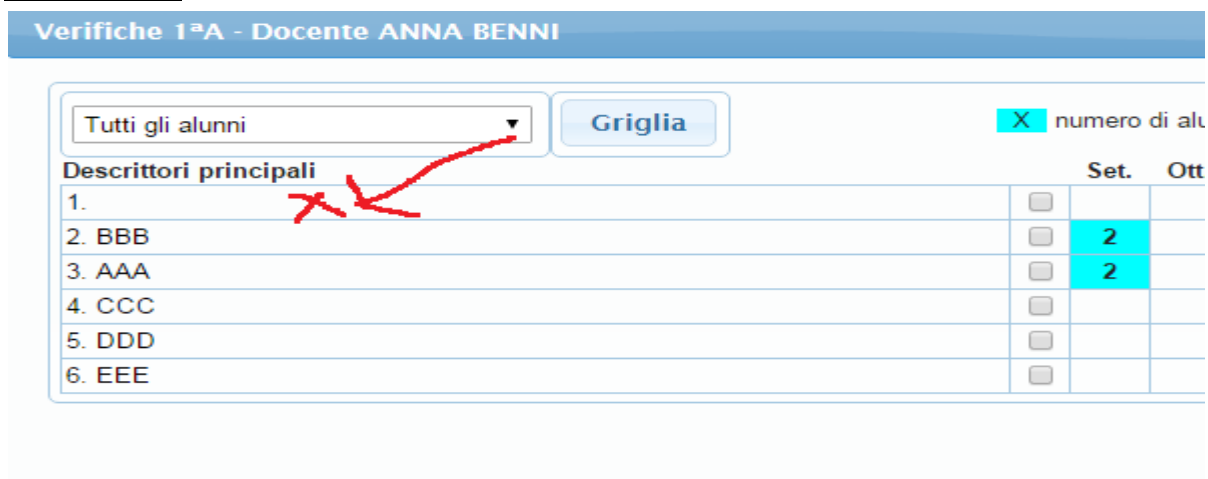 Verifiche 1ªA - Docente ANNA BENNI
Tutti gli alunni Griglia X numero di alu
Descrittori principali Set. Ott
1.
2. BBB 2
3. AAA 2
4. CCC
5. DDD
6. EEE